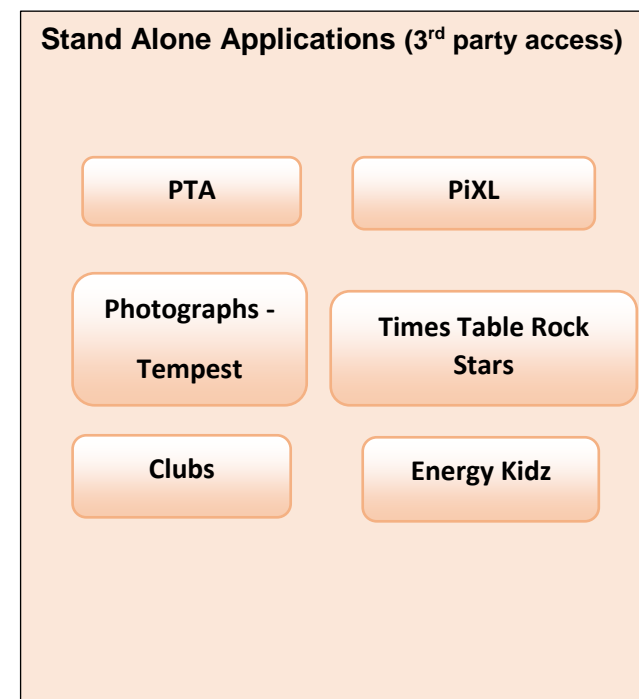 Stand Alone Applications (3rd party access)
PTA
PiXL
Photographs -
Tempest
Times Table Rock
Stars
Clubs
Energy Kidz